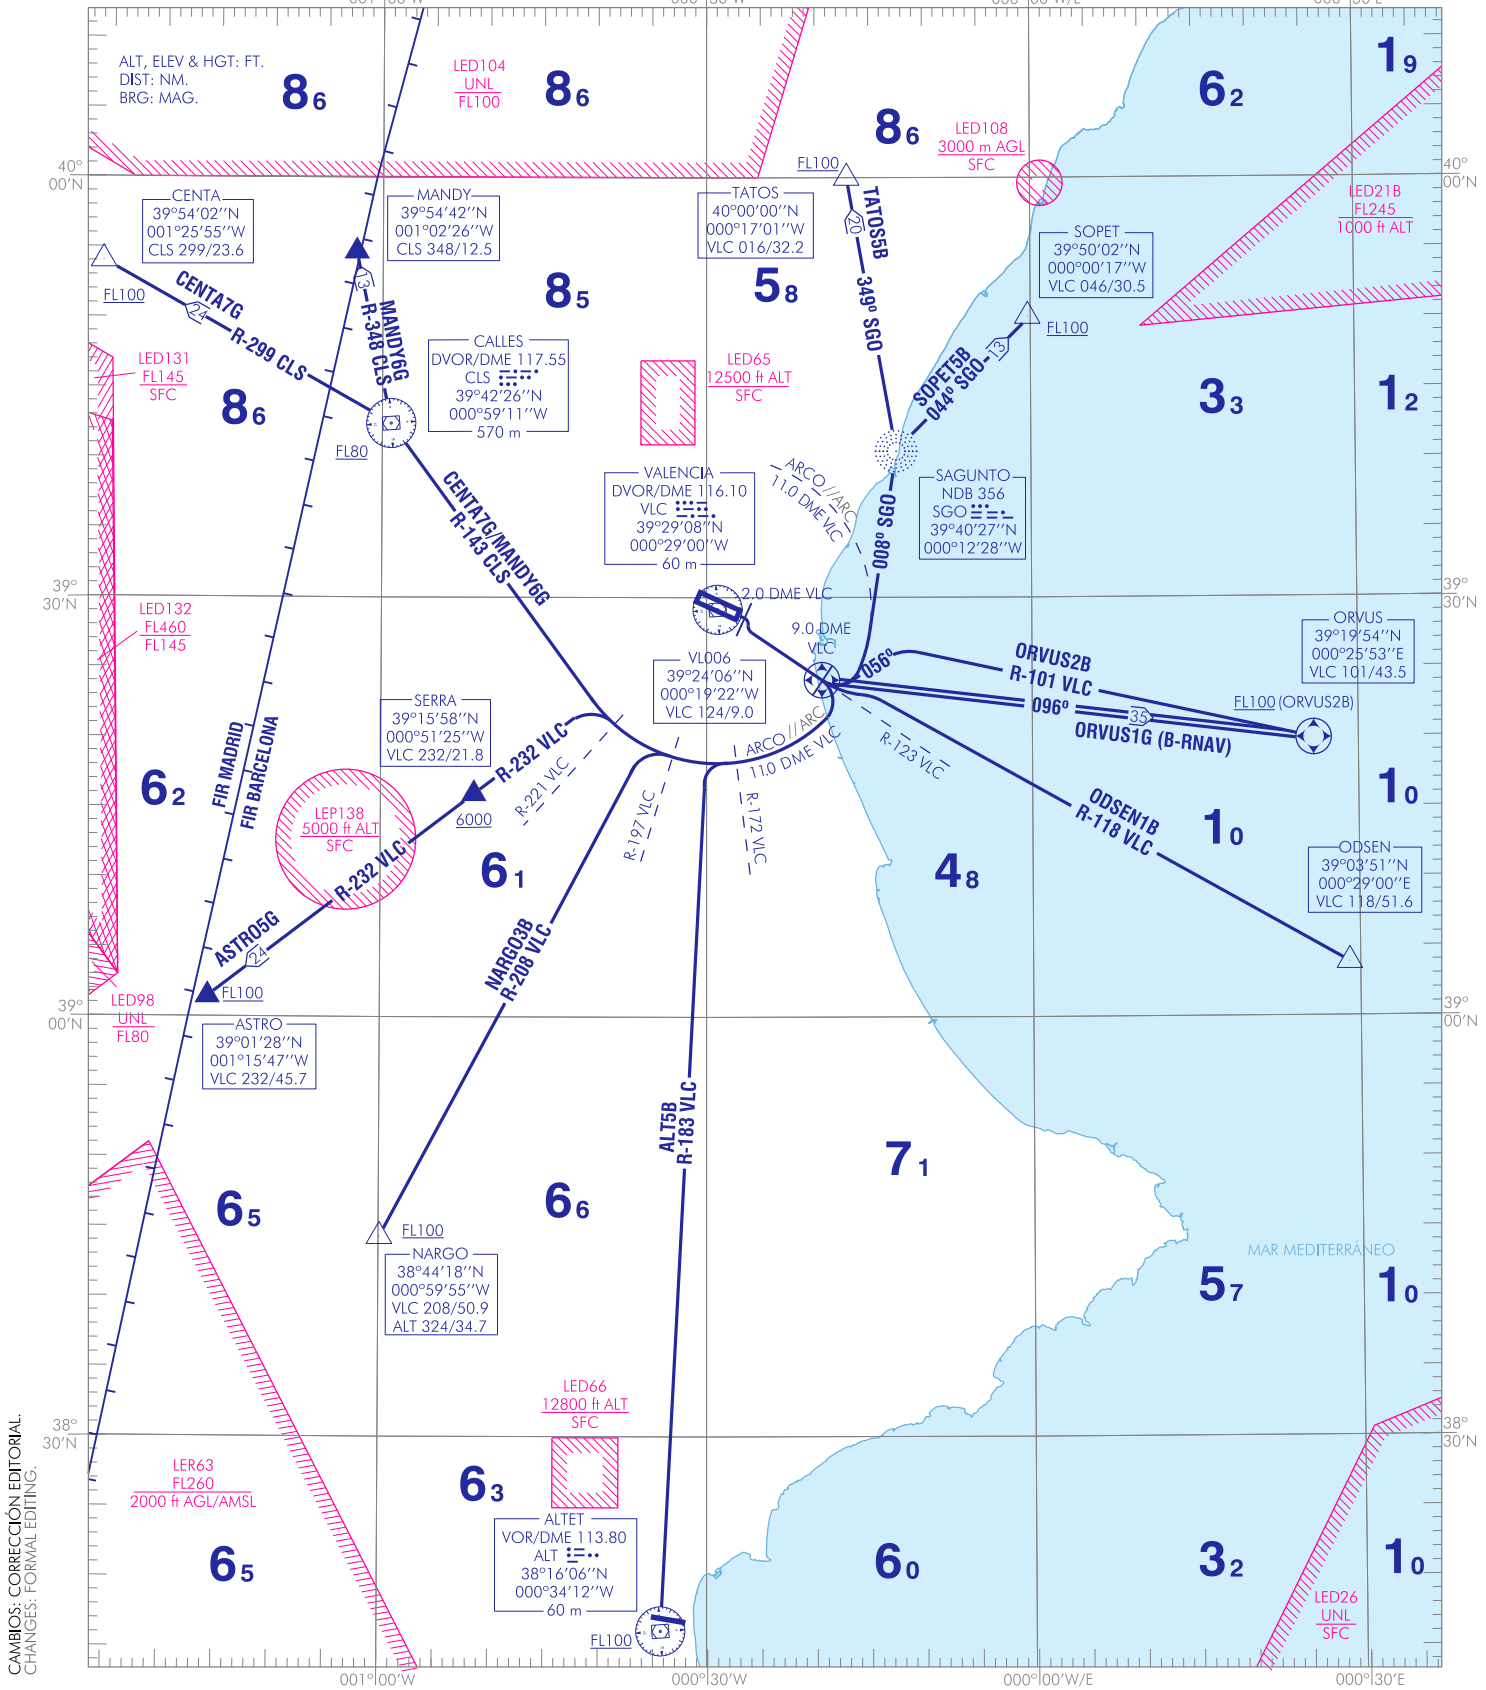 001°00'W
000°30'W
000°00'W/E
000°30'E
ALT, ELEV & HGT: FT.
DIST: NM.
BRG: MAG.
86
LED104
UNL
FL100
86
86
62
19
LED108
3000 m AGL
SFC
40°
00'N
40°
00'N
FL100
CENTA
39°54'02''N
001°25'55''W
CLS 299/23.6
MANDY
39°54'42''N
001°02'26''W
CLS 348/12.5
TATOS
40°00'00''N
000°17'01''W
VLC 016/32.2
TATOS5B
20
349º SGO
LED21B
FL245
1000 ft ALT
SOPET
39°50'02''N
000°00'17''W
VLC 046/30.5
FL100
FL100
CENTA7G
24
R-299 CLS
13
MANDY6G
R-348 CLS
85
58
CALLES
DVOR/DME 117.55
CLS
39°42'26''N
000°59'11''W
570 m
LED131
FL145
SFC
LED65
12500 ft ALT
SFC
SOPET5B
044º SGO
13
86
33
12
FL80
CENTA7G/MANDY6G
R-143 CLS
VALENCIA
DVOR/DME 116.10
VLC
39°29'08''N
000°29'00''W
60 m
ARCO//ARC
11.0 DME VLC
SAGUNTO
NDB 356
SGO
39°40'27''N
000°12'28''W
008º SGO
39°
30'N
39°
30'N
2.0 DME VLC
9.0 DME
VLC
LED132
FL460
FL145
ORVUS
39°19'54''N
000°25'53''E
VLC 101/43.5
VL006
39°24'06''N
000°19'22''W
VLC 124/9.0
056º
ORVUS2B
R-101 VLC
096º
35
ORVUS1G (B-RNAV)
FL100 (ORVUS2B)
SERRA
39°15'58''N
000°51'25''W
VLC 232/21.8
R-232 VLC
ARCO//ARC
11.0 DME VLC
R-123 VLC
R-221 VLC
R-197 VLC
R-172 VLC
FIR MADRID
FIR BARCELONA
62
LEP138
5000 ft ALT
SFC
6000
R-232 VLC
61
48
ODSEN1B
R-118 VLC
10
10
ODSEN
39°03'51''N
000°29'00''E
VLC 118/51.6
ASTRO5G
24
NARGO3B
R-208 VLC
FL100
LED98
UNL
FL80
39°
00'N
39°
00'N
ASTRO
39°01'28''N
001°15'47''W
VLC 232/45.7
ALT5B
R-183 VLC
71
65
66
FL100
NARGO
38°44'18''N
000°59'55''W
VLC 208/50.9
ALT 324/34.7
MAR MEDITERRÁNEO
57
10
LED66
12800 ft ALT
SFC
38°
30'N
38°
30'N
LER63
FL260
2000 ft AGL/AMSL
63
65
ALTET
VOR/DME 113.80
ALT
38°16'06''N
000°34'12''W
60 m
FL100
60
32
10
LED26
UNL
SFC
001°00'W
000°30'W
000°00'W/E
000°30'E
CAMBIOS: CORRECCIÓN EDITORIAL.
CHANGES: FORMAL EDITING.